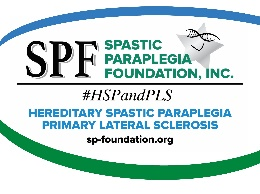 SPF SPASTIC
PARAPLEGIA
FOUNDATION, INC.
#HSPandPLS
HEREDITARY SPASTIC PARAPLEGIA
PRIMARY LATERAL SCLEROSIS
sp-foundation.org